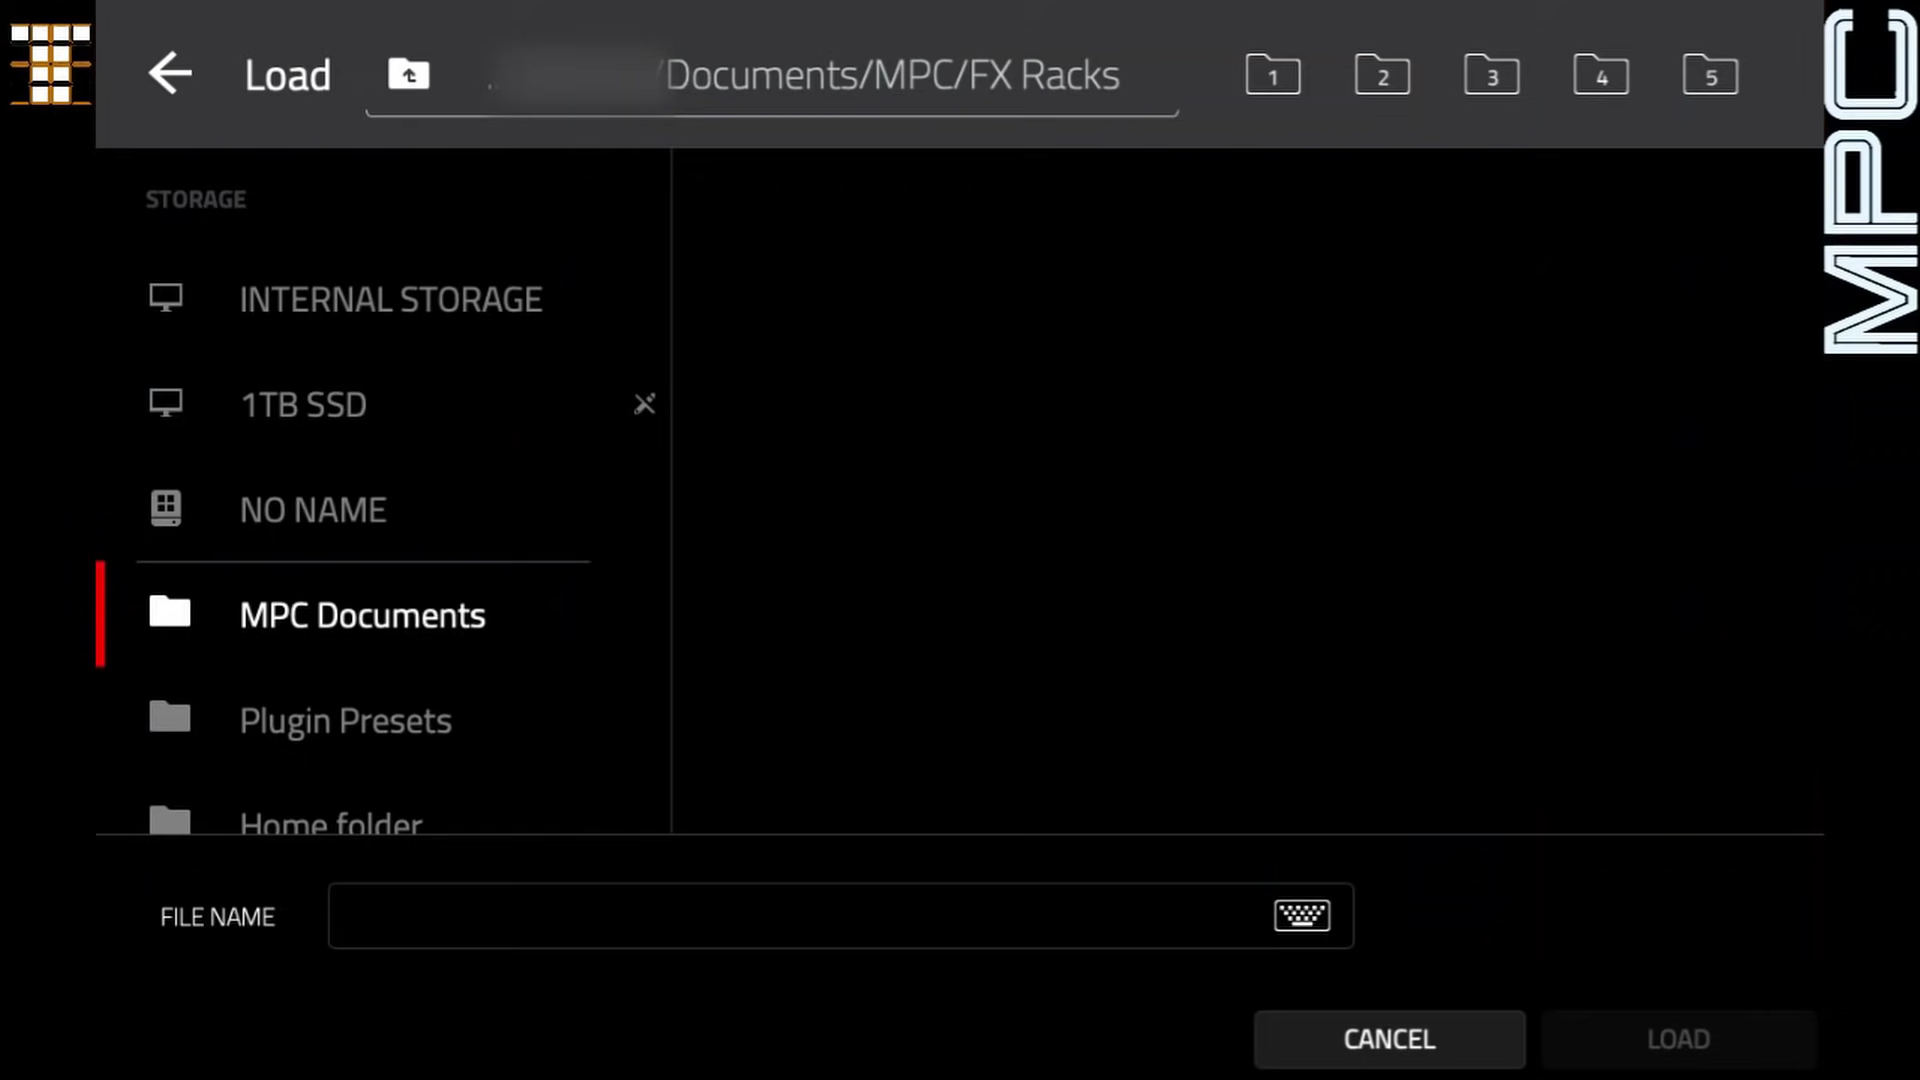 Load
/Documents/MPC/FX Racks
1
2
3
4
5
MPC
STORAGE
INTERNAL STORAGE
1TB SSD
NO NAME
MPC Documents
Plugin Presets
Home folder
FILE NAME
CANCEL
LOAD